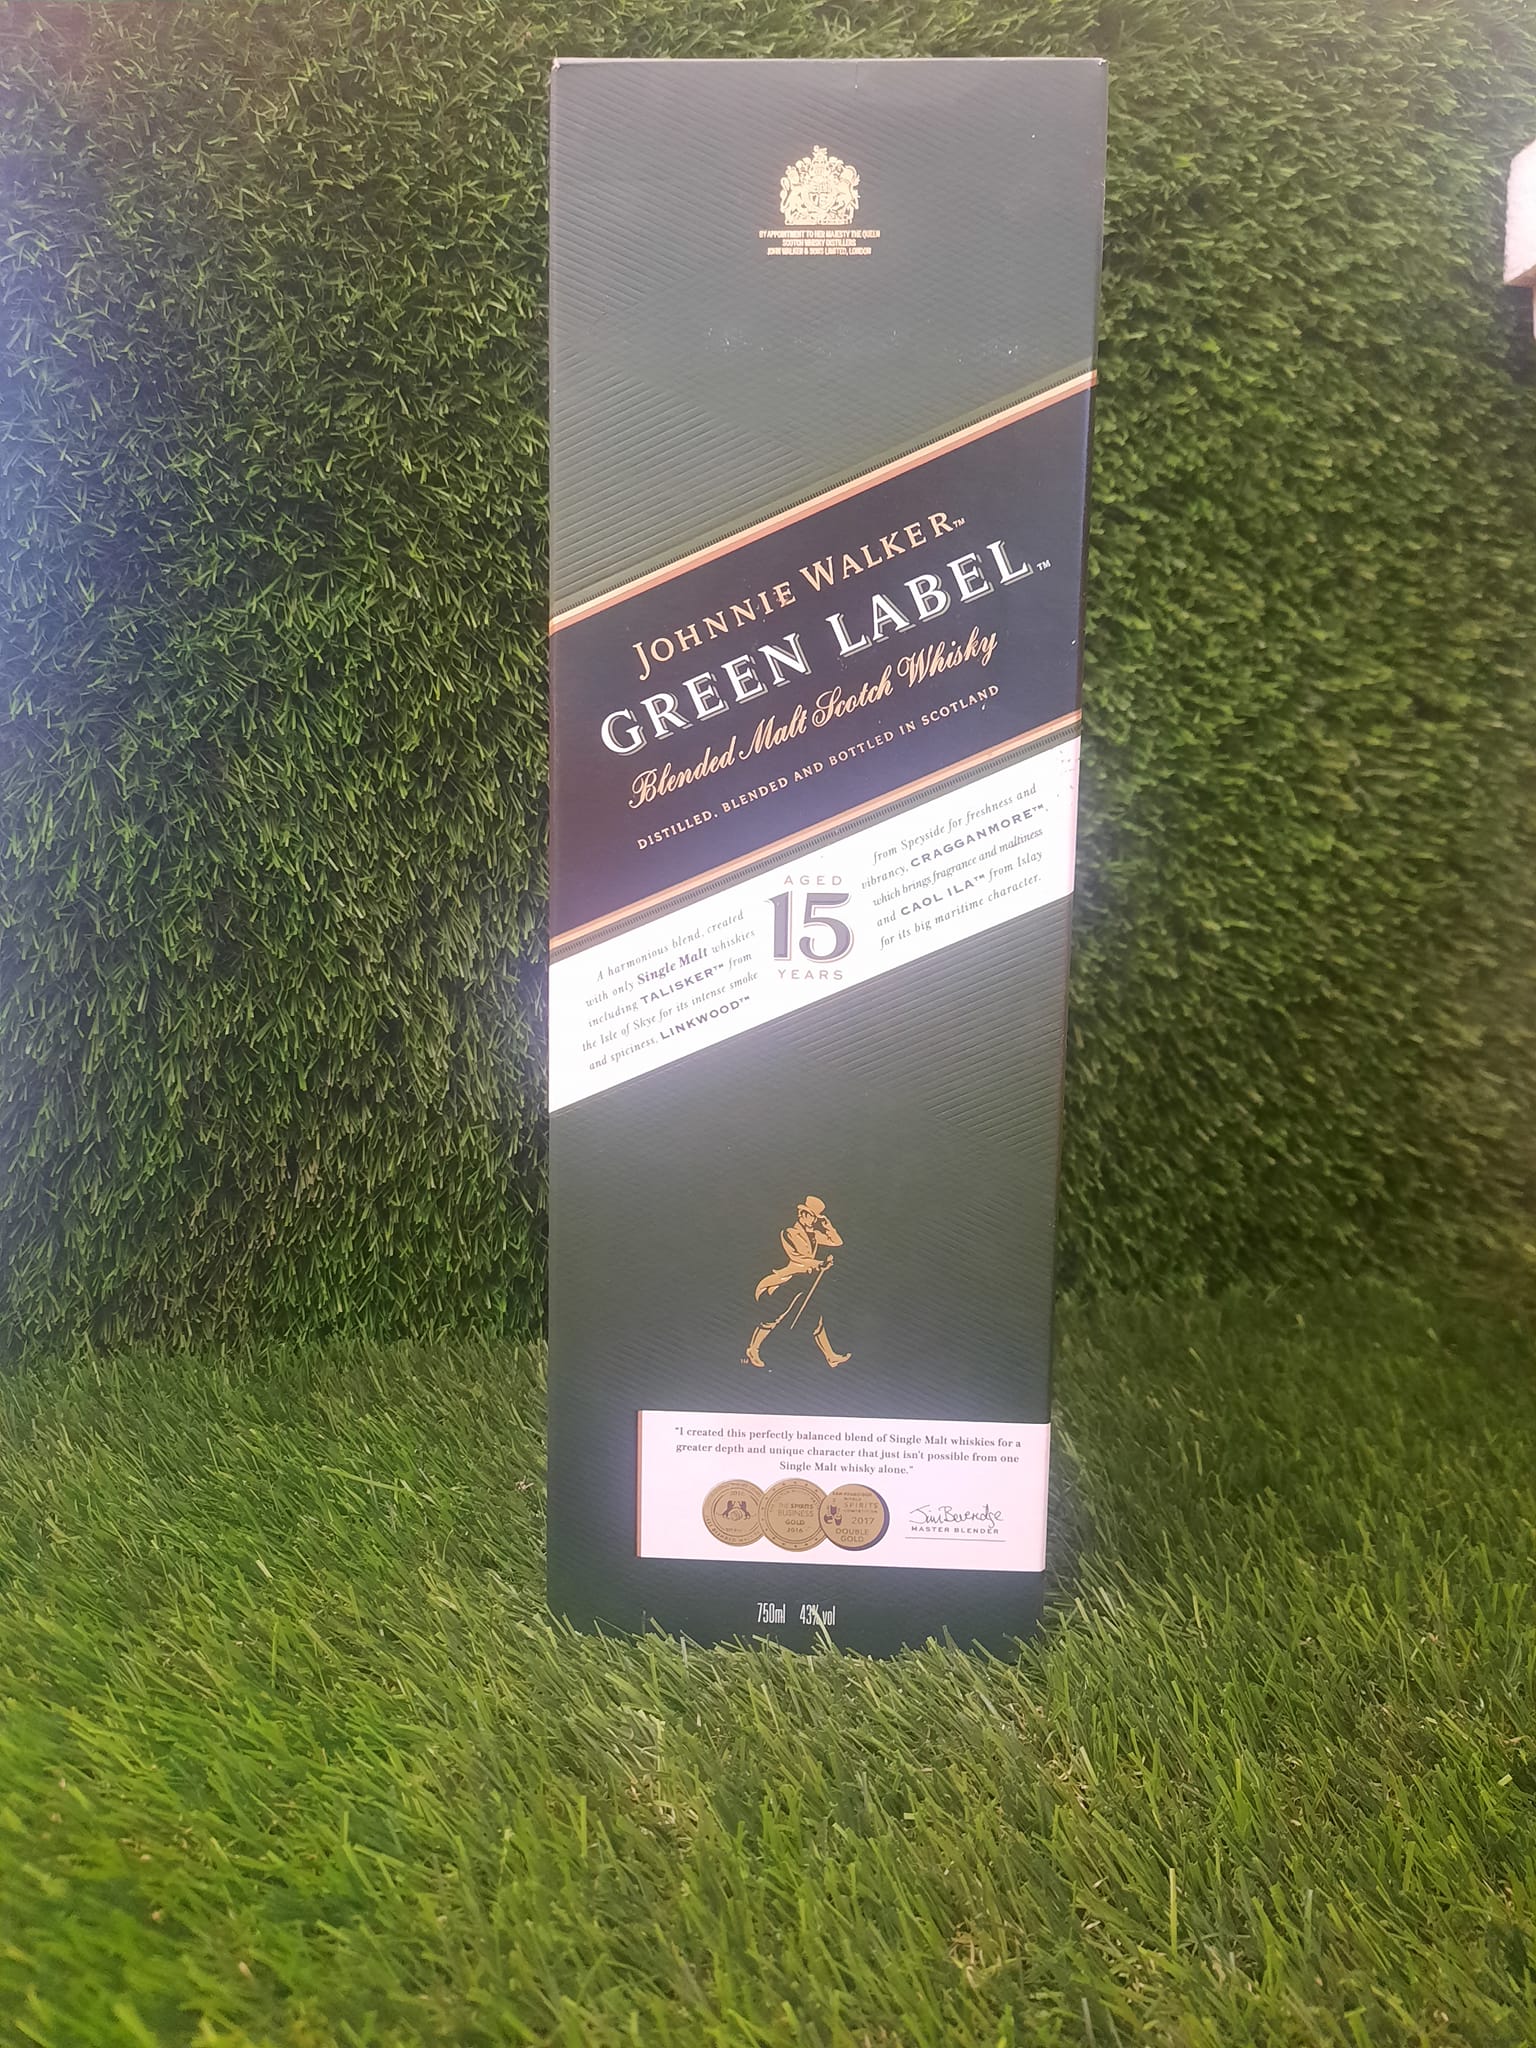 BY APPOINTMENT TO HER MAJESTY THE QUEEN
SCOTCH WHISKY DISTILLERS
JOHN WALKER & SONS LIMITED, LONDON
JOHNNIE WALKER™
GREEN LABEL™
Blended Malt Scotch Whisky
DISTILLED, BLENDED AND BOTTLED IN SCOTLAND
A harmonious blend, created
with only Single Malt whiskies
including TALISKER™ from
the Isle of Skye for its intense smoke
and spiciness, LINKWOOD™
AGED
15
YEARS
from Speyside for freshness and
vibrancy, CRAGGANMORE™,
which brings fragrance and maltiness
and CAOL ILA™ from Islay
for its big maritime character.
"I created this perfectly balanced blend of Single Malt whiskies for a
greater depth and unique character that just isn't possible from one
Single Malt whisky alone."
THE SPIRITS
BUSINESS
GOLD
2016
SAN FRANCISCO
WORLD
SPIRITS
COMPETITION
2017
DOUBLE
GOLD
Jim Beveridge
MASTER BLENDER
750ml 43% vol